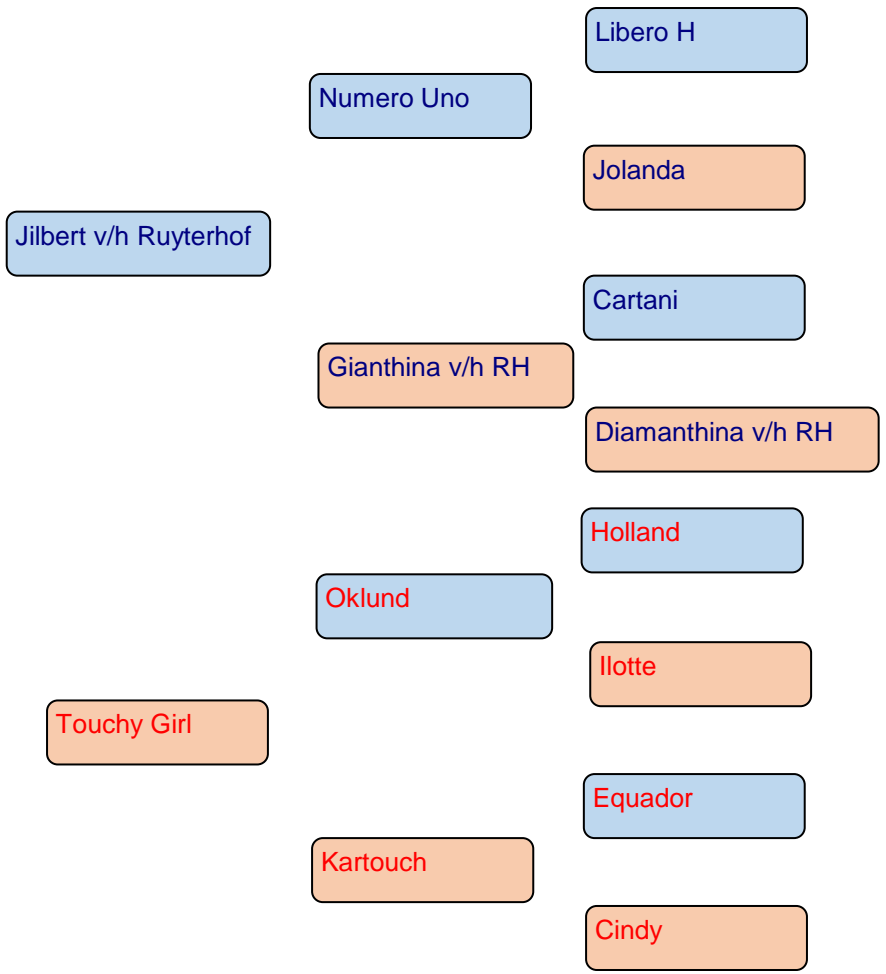 Libero H
Numero Uno
Jolanda
Jilbert v/h Ruyterhof
Cartani
Gianthina v/h RH
Diamanthina v/h RH
Holland
Oklund
Ilotte
Touchy Girl
Equador
Kartouch
Cindy